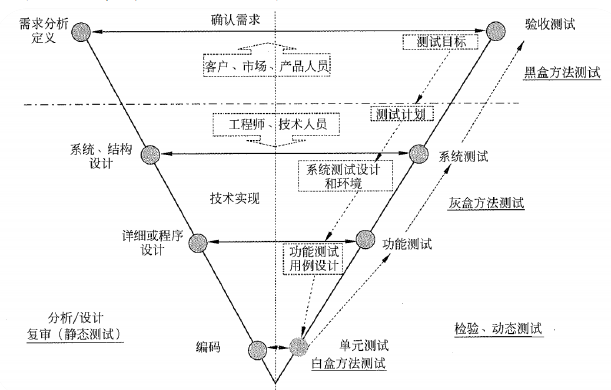 需求分析
定义
确认需求
验收测试
测试目标
客户、市场、产品人员
黑盒方法测试
测试计划
工程师、技术人员
系统、结构
设计
系统测试
系统测试设计
和环境
技术实现
灰盒方法测试
详细或程序
设计
功能测试
用例设计
功能测试
分析/设计
复审（静态测试）
检验、动态测试
编码
单元测试
白盒方法测试